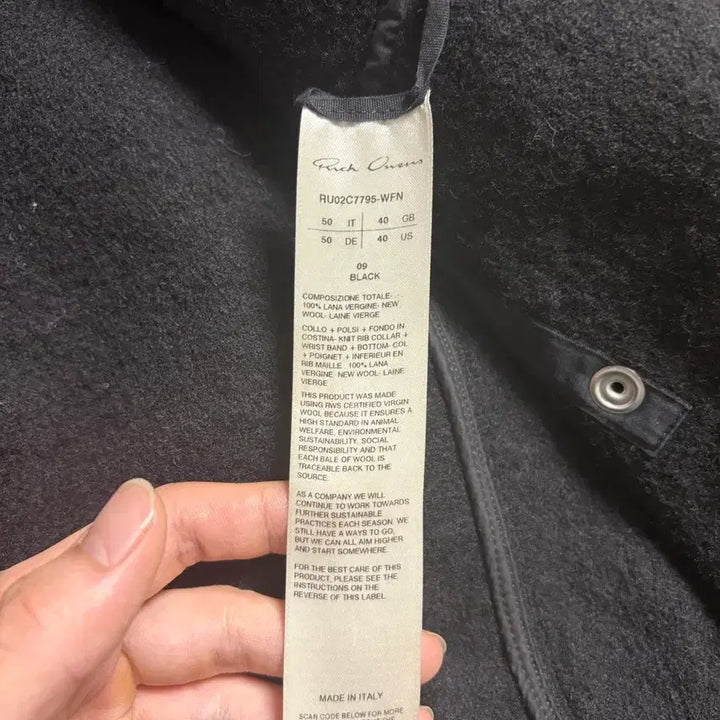 Rick Owens
RU02C7795-WFN
50 IT 40 GB
50 DE 40 US
09
BLACK
COMPOSIZIONE TOTALE- -
100% LANA VERGINE- NEW
WOOL- LAINE VIERGE
COLLO + POLSI + FONDO IN
COSTINA- KNIT RIB COLLAR +
WRIST BAND + BOTTOM- COL
+ POIGNET + INFERIEUR EN
RIB MAILLE. 100% LANA
VERGINE. NEW WOOL- LAINE
VIERGE
THIS PRODUCT WAS MADE
USING RWS CERTIFIED VIRGIN
WOOL BECAUSE IT ENSURES A
HIGH STANDARD IN ANIMAL
WELFARE, ENVIRONMENTAL
SUSTAINABILITY, SOCIAL
RESPONSIBILITY AND THAT
EACH BALE OF WOOL IS
TRACEABLE BACK TO THE
SOURCE.
AS A COMPANY WE WILL
CONTINUE TO WORK TOWARDS
FURTHER SUSTAINABLE
PRACTICES EACH SEASON. WE
STILL HAVE A WAYS TO GO,
BUT WE CAN ALL AIM HIGHER
AND START SOMEWHERE.
FOR THE BEST CARE OF THIS
PRODUCT, PLEASE SEE THE
INSTRUCTIONS ON THE
REVERSE OF THIS LABEL.
MADE IN ITALY
SCAN CODE BELOW FOR MORE